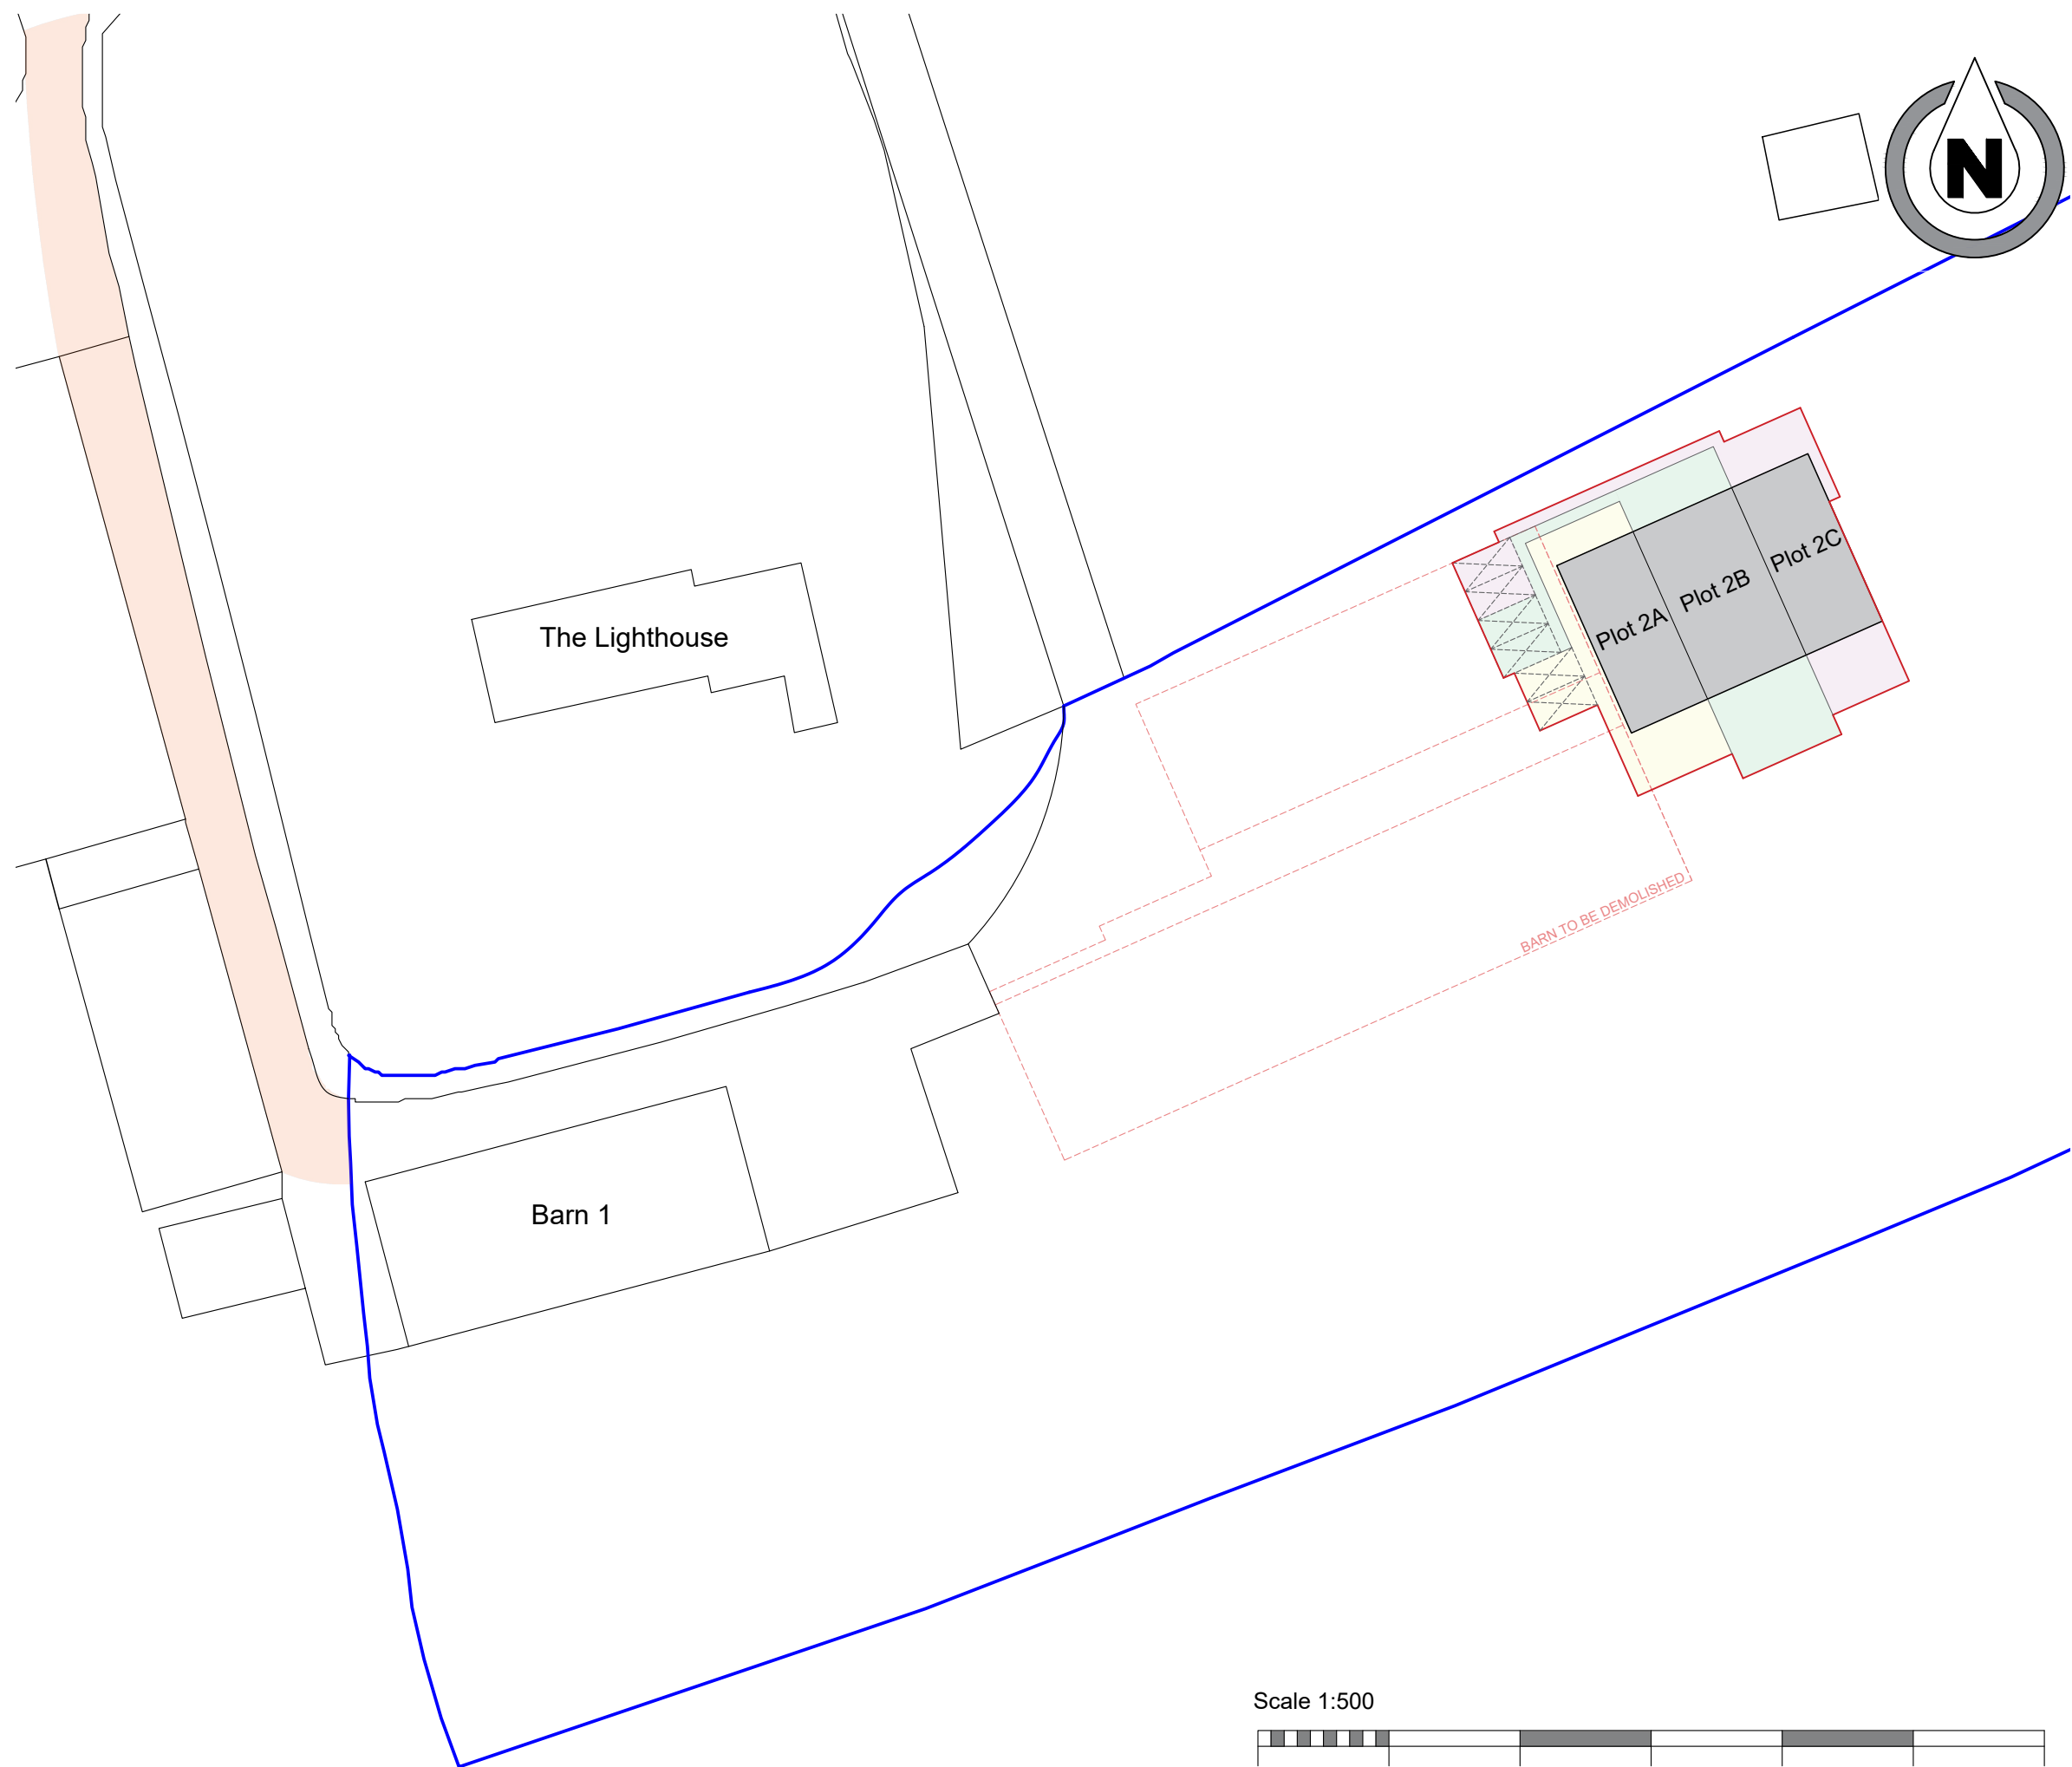 N
Plot 2C
Plot 2B
Plot 2A
The Lighthouse
BARN TO BE DEMOLISHED
Barn 1
Scale 1:500